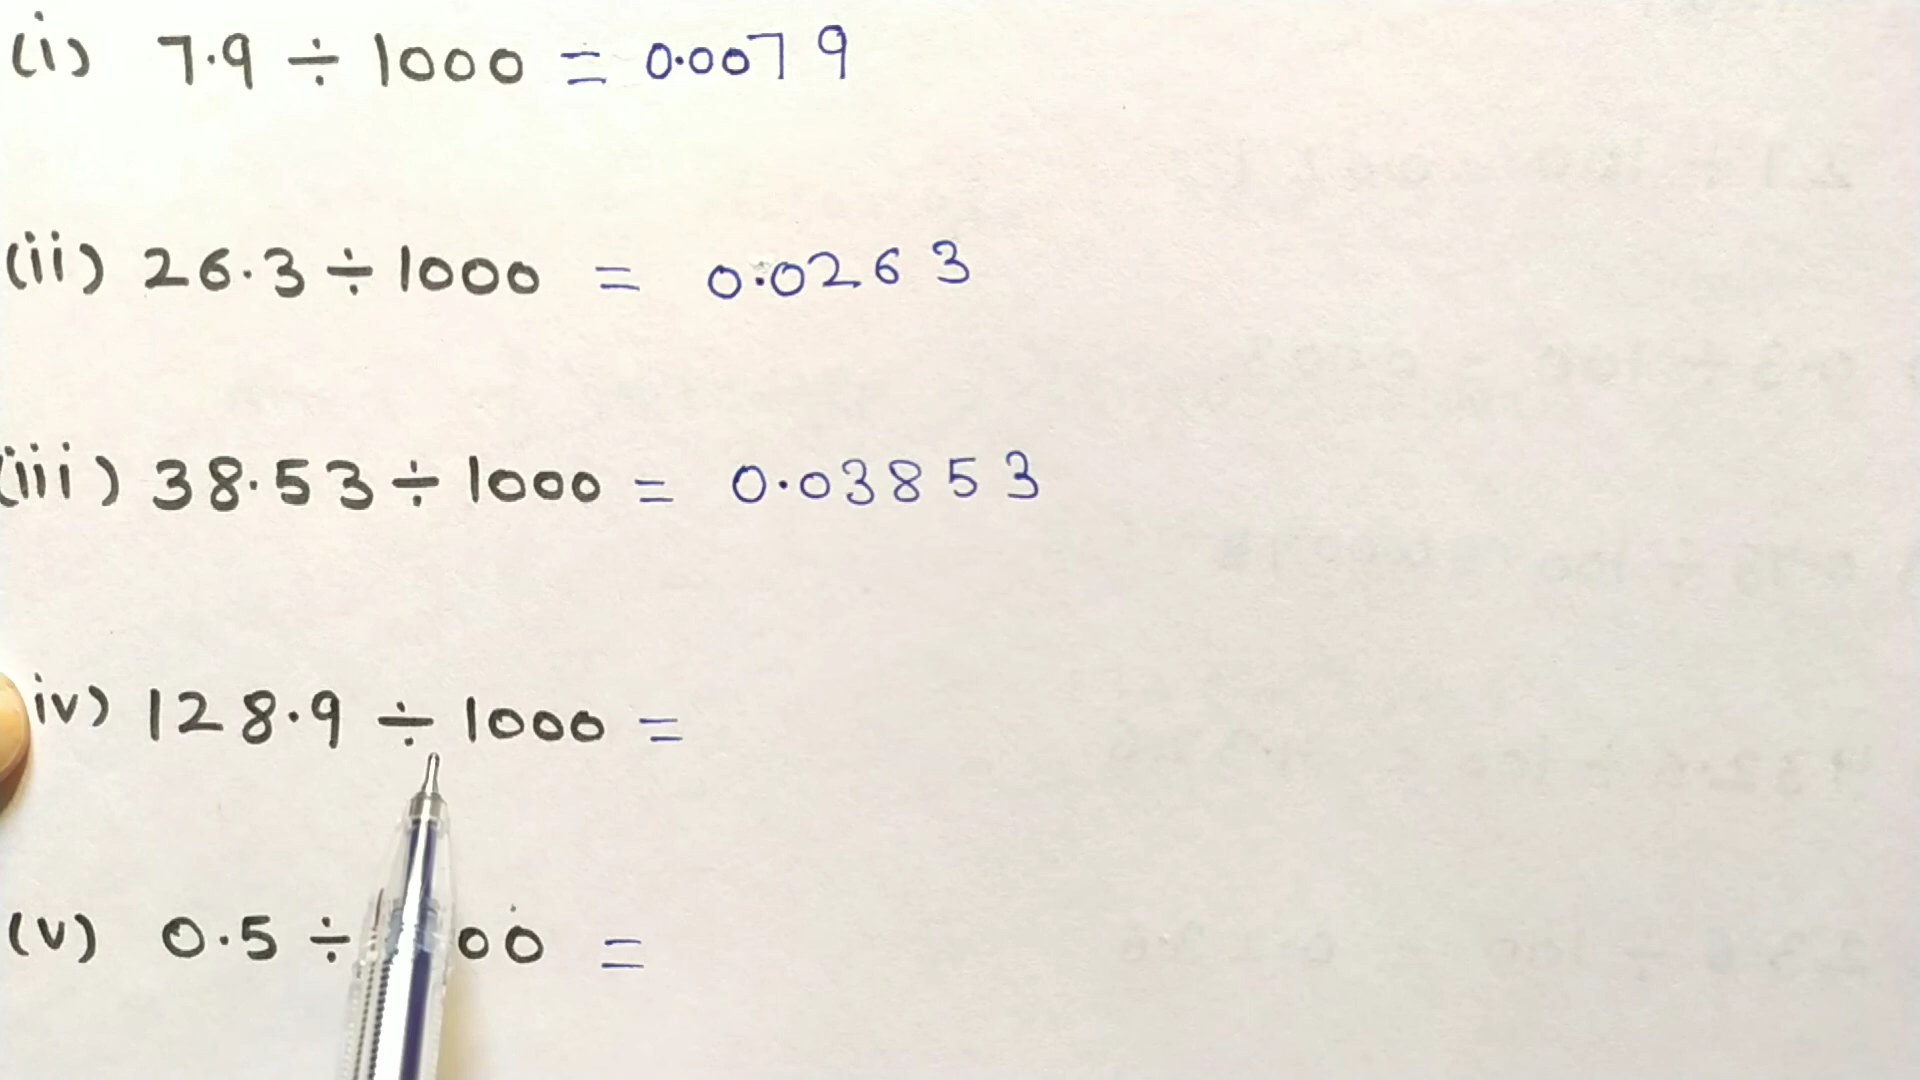 (i) 7.9 ÷ 1000 = 0.0079
(ii) 26.3 ÷ 1000 = 0.0263
(iii) 38.53 ÷ 1000 = 0.03853
iv) 128.9 ÷ 1000 =
(v) 0.5 ÷ 00 =